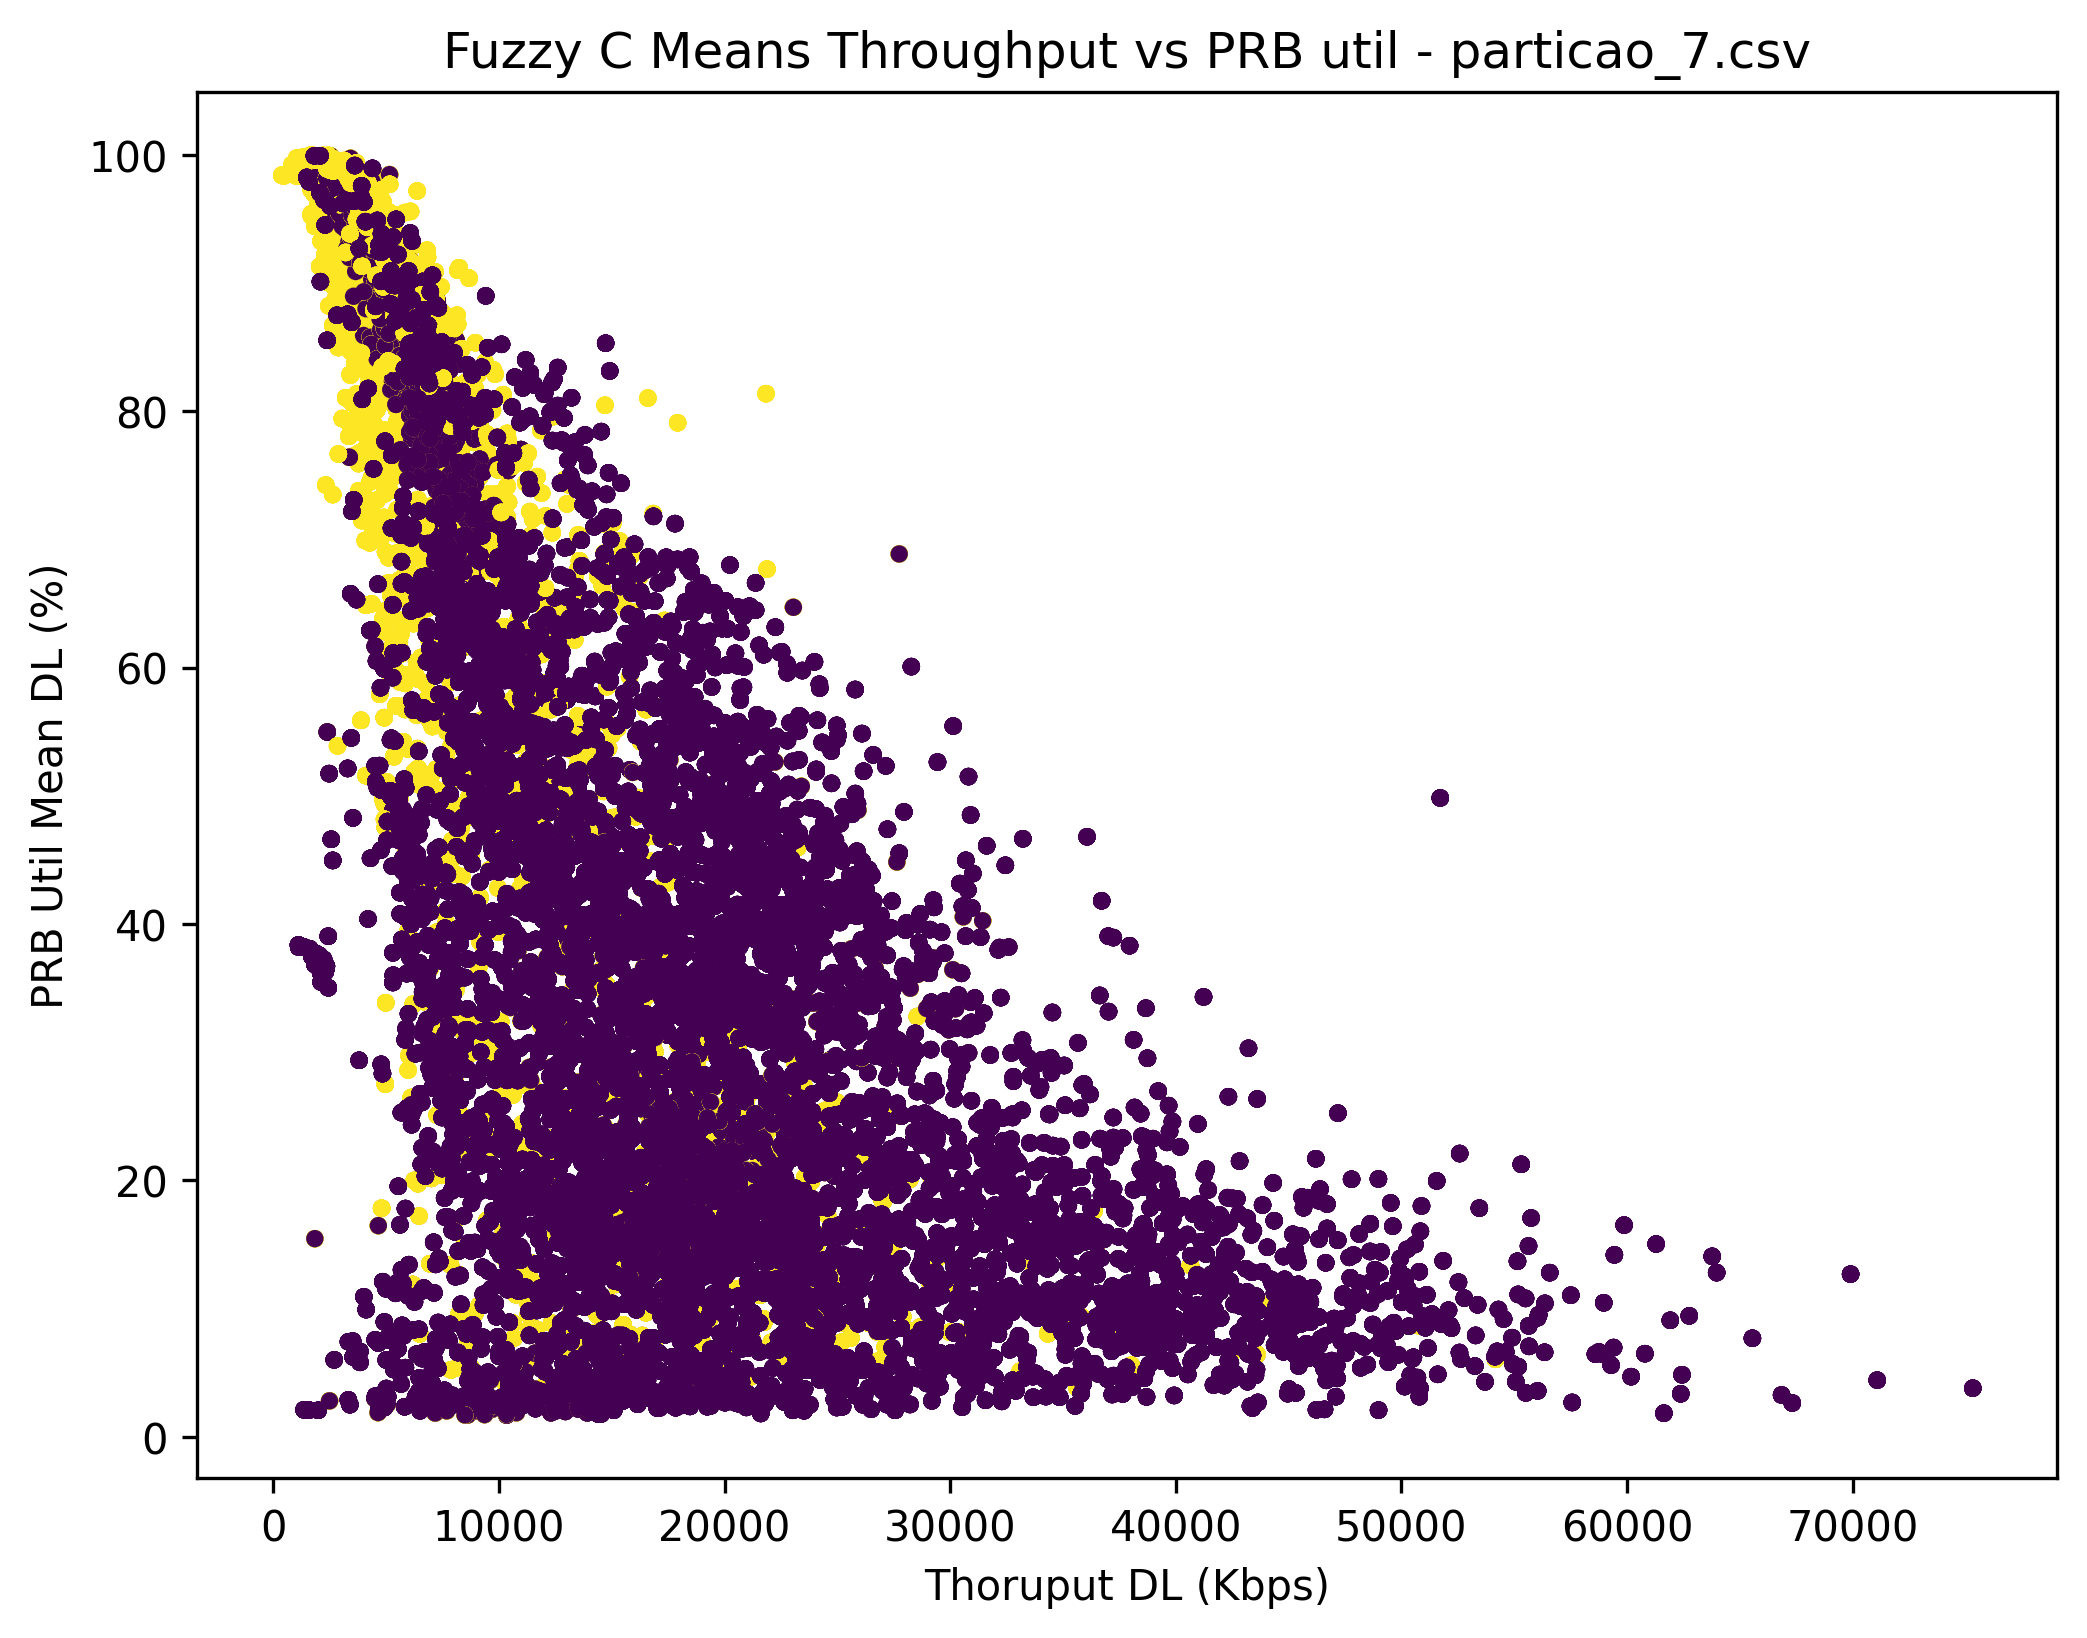 Fuzzy C Means Throughput vs PRB util - particao_7.csv
PRB Util Mean DL (%)
100
80
60
40
20
0
0 10000 20000 30000 40000 50000 60000 70000
Thoruput DL (Kbps)